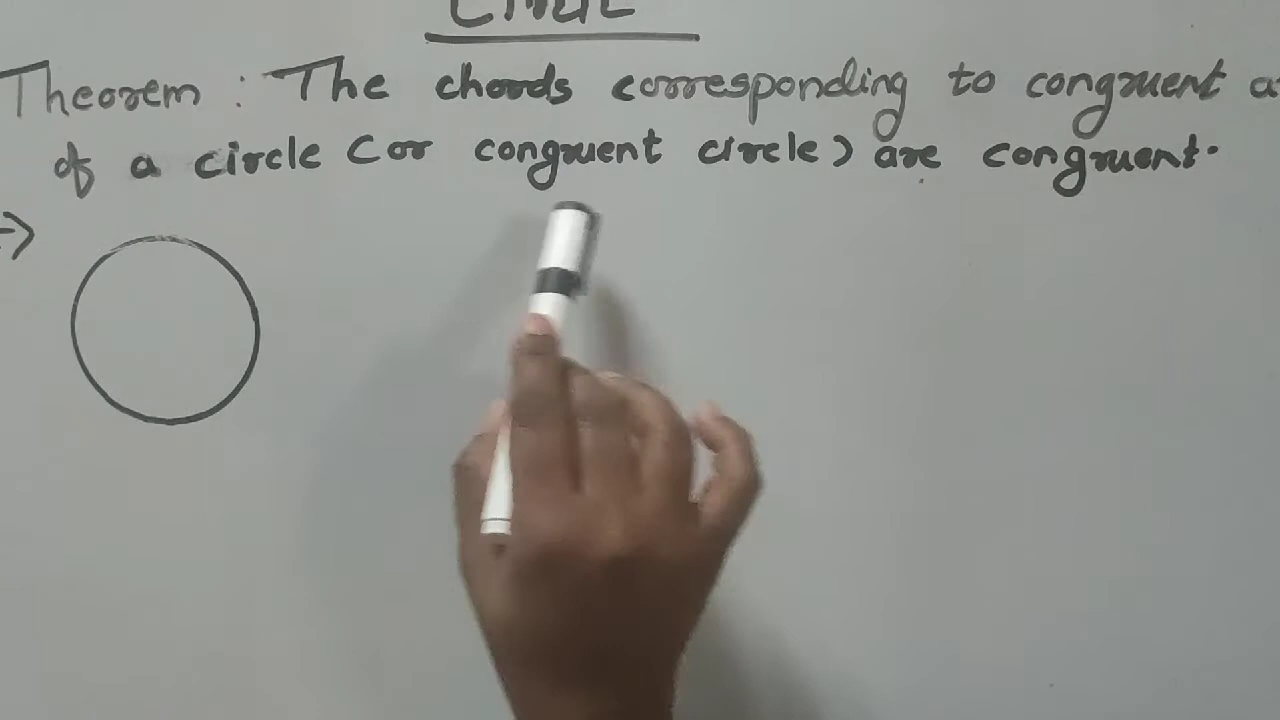 Theorem : The chords corresponding to congruent
of a circle (or congruent circle) are congruent.